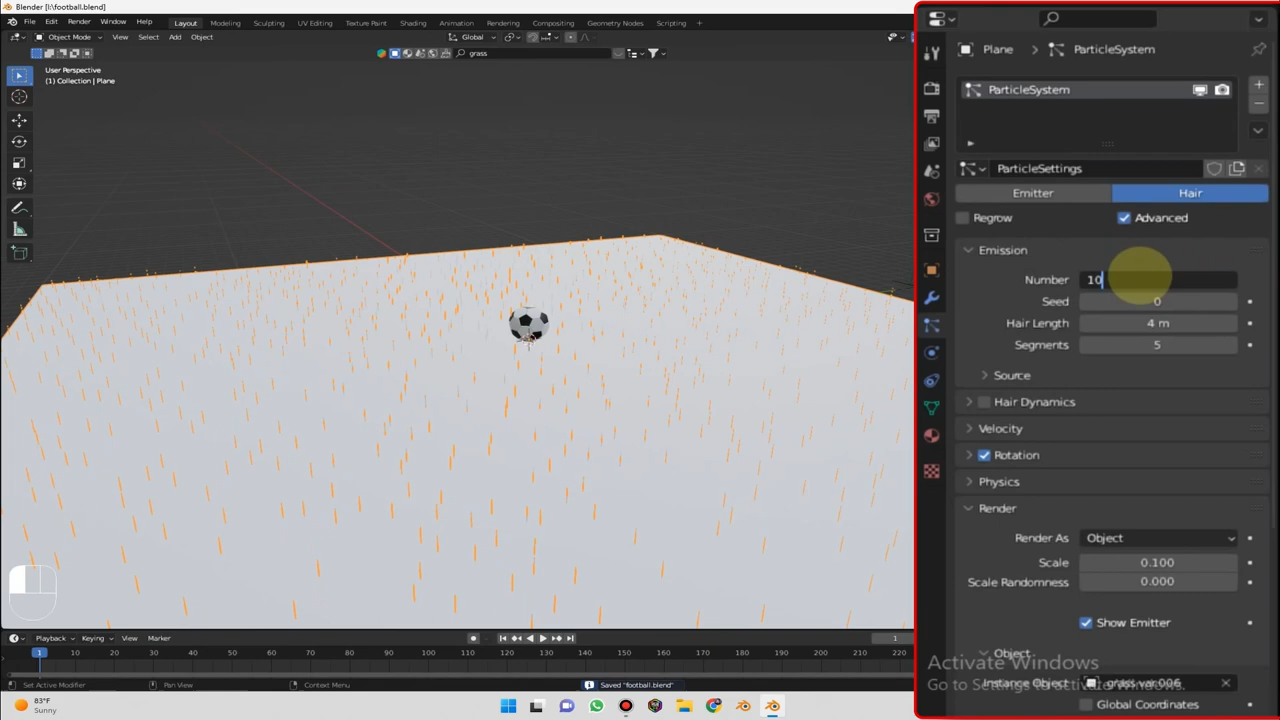 Blender [I:\football.blend]
File Edit Render Window Help
Layout Modeling Sculpting UV Editing Texture Paint Shading Animation Rendering Compositing Geometry Nodes Scripting +
Object Mode View Select Add Object
Global
grass
User Perspective
(1) Collection | Plane
Plane > ParticleSystem
ParticleSystem
ParticleSettings
Emitter Hair
Regrow Advanced
Emission
Number 10
Seed 0
Hair Length 4 m
Segments 5
Source
Hair Dynamics
Velocity
Rotation
Physics
Render
Render As Object
Scale 0.100
Scale Randomness 0.000
Show Emitter
Object
Activate Windows
Go to Settings to activate Windows.
Instance Object grass var.006
Global Coordinates
Playback Keying View Marker
1
1 10 20 30 40 50 60 70 80 90 100 110 120 130 140 150 160 170 180 190 200 210 220
Set Active Modifier Pan View Context Menu Saved "football.blend"
83°F
Sunny